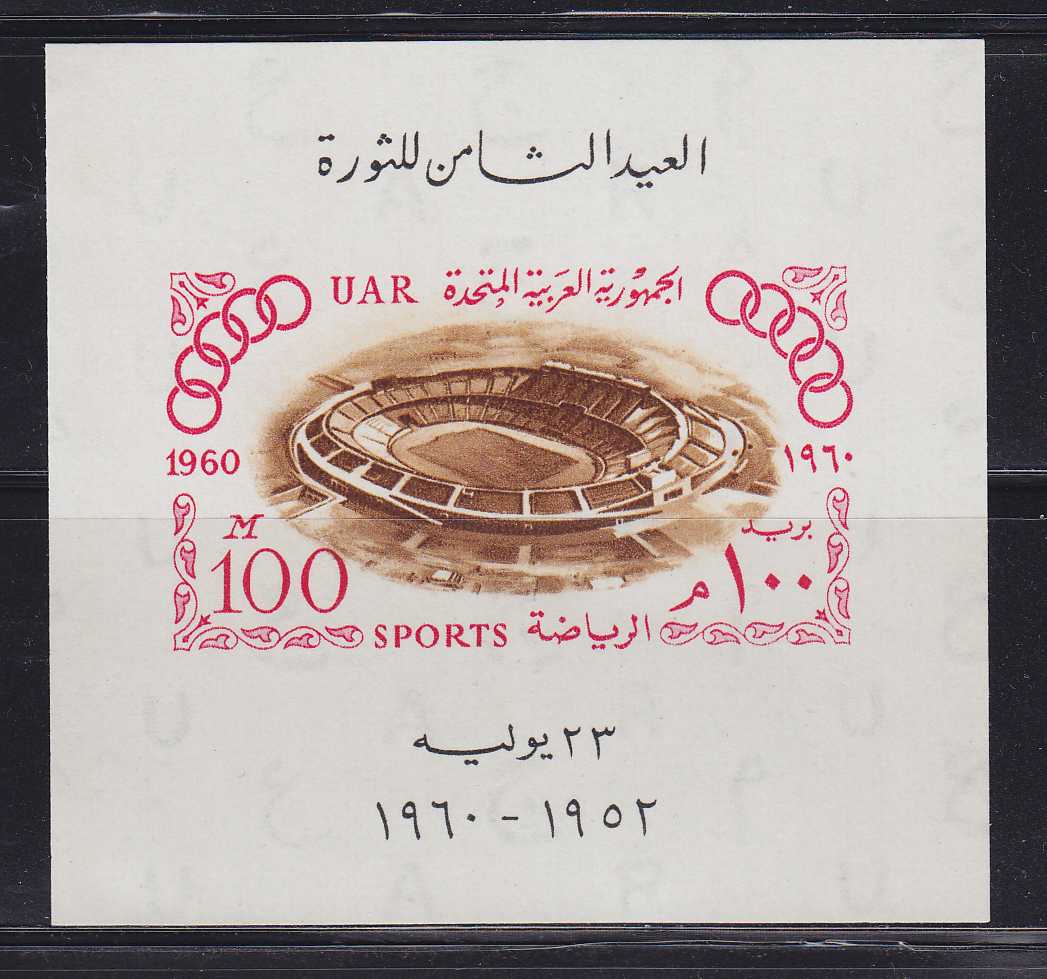 العيد الثامن للثورة
UAR الجمهورية العربية المتحدة
1960 ١٩٦٠
M بريد
100 ١٠٠ م
SPORTS الرياضة
٢٣ يوليه
١٩٥٢ - ١٩٦٠